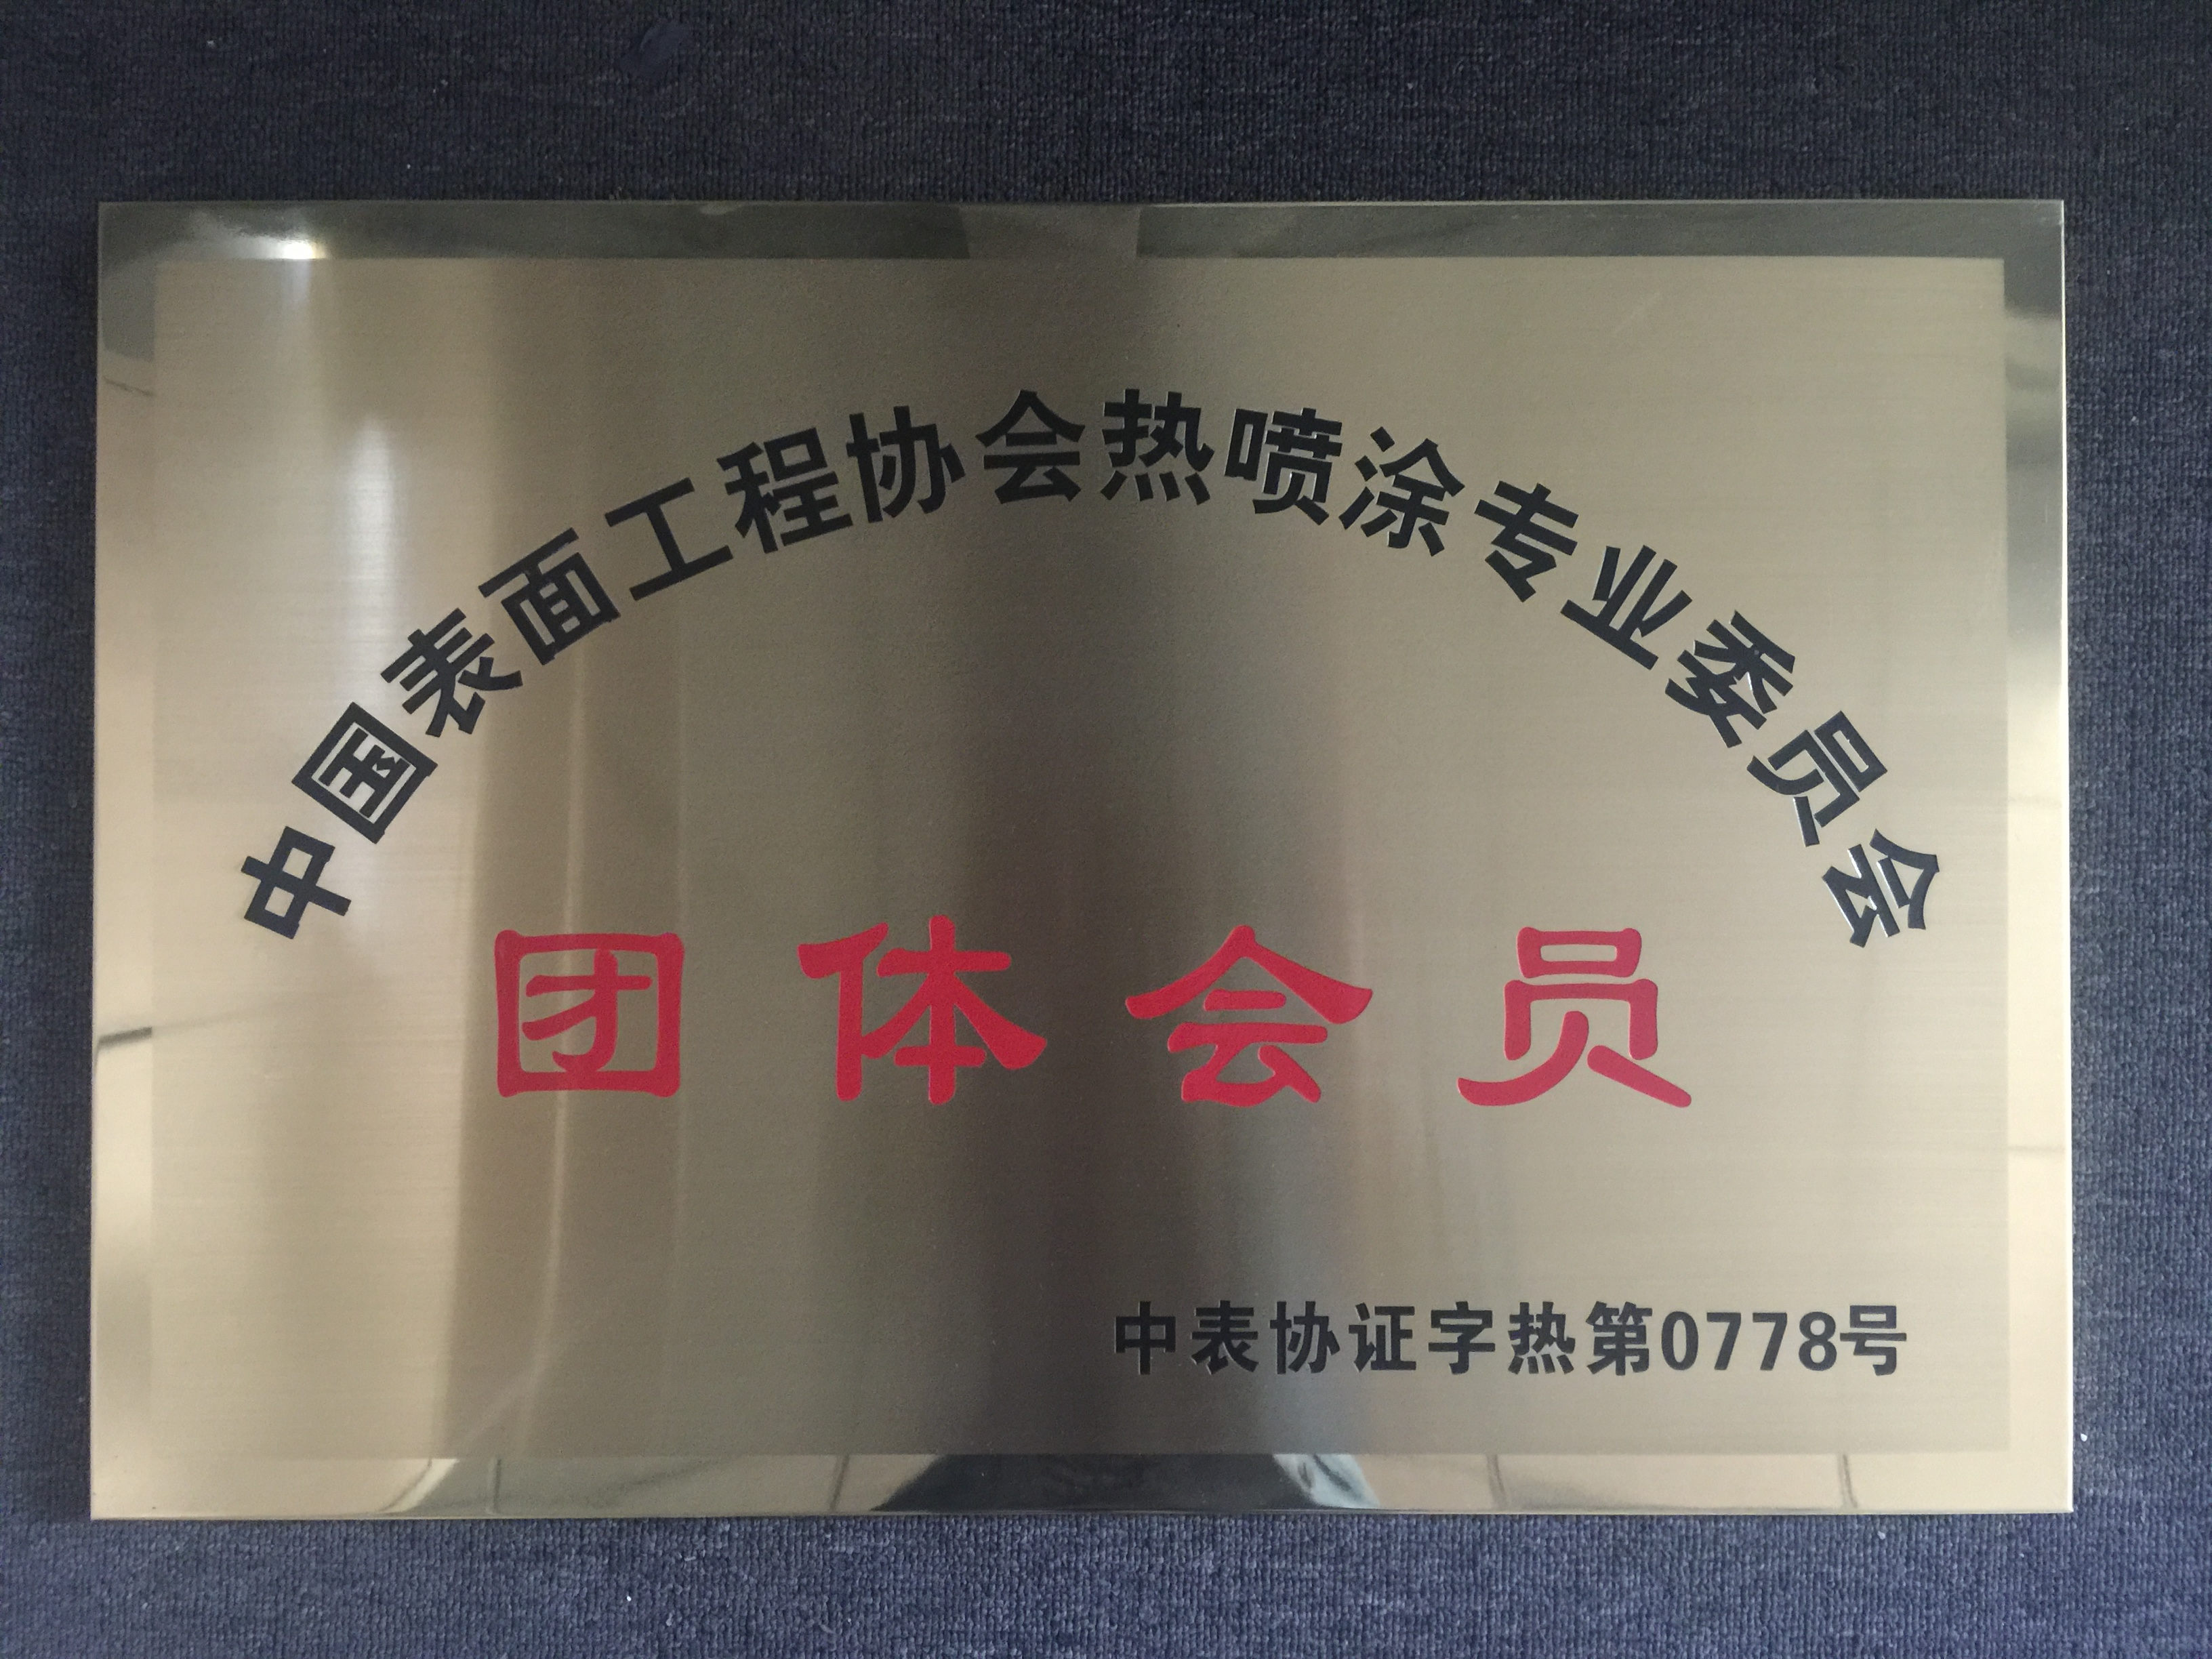 中国表面工程协会热喷涂专业委员会
团体会员
中表协证字热第0778号